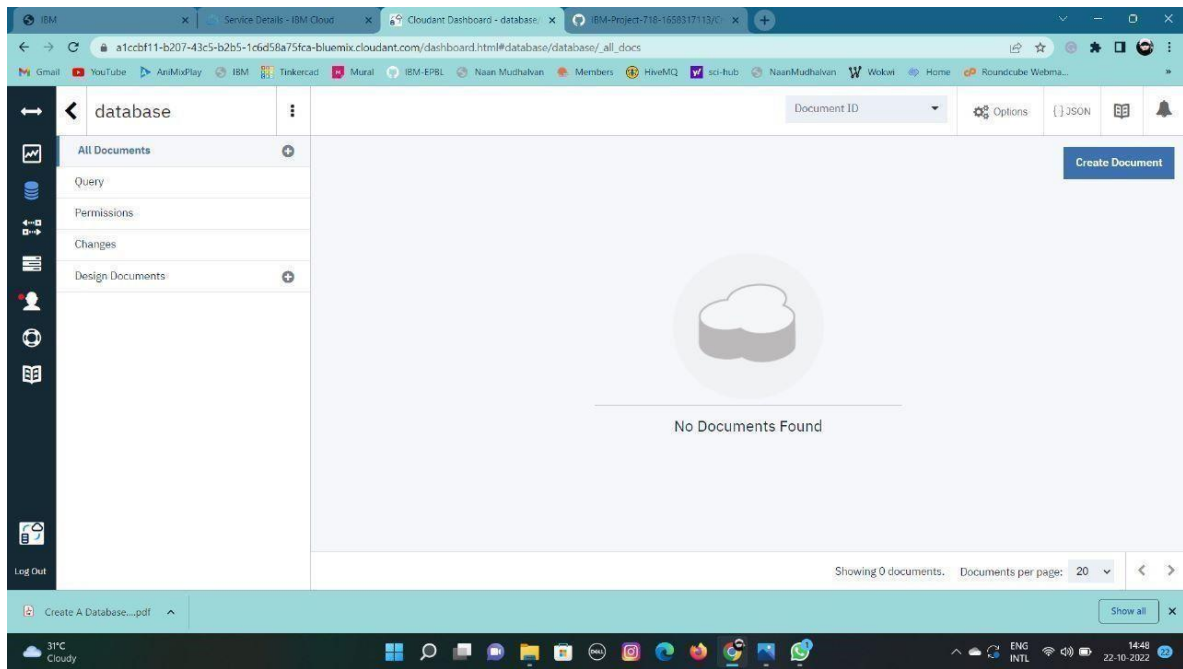 IBM
Service Details - IBM Cloud
Cloudant Dashboard - database/
IBM-Project-718-1658317113/C
a1ccbf11-b207-43c5-b2b5-1c6d58a75fca-bluemix.cloudant.com/dashboard.html#database/database/_all_docs
Gmail YouTube AniMixPlay IBM Tinkercad Mural IBM-EPBL Naan Mudhalvan Members HiveMQ sci-hub NaanMudhalvan Wokwi Home Roundcube Webma...
database
Document ID
Options
{} JSON
All Documents
Create Document
Query
Permissions
Changes
Design Documents
No Documents Found
Log Out
Showing 0 documents. Documents per page: 20
Create A Database....pdf
Show all
31°C
Cloudy
ENG
INTL
14:48
22-10-2022
22